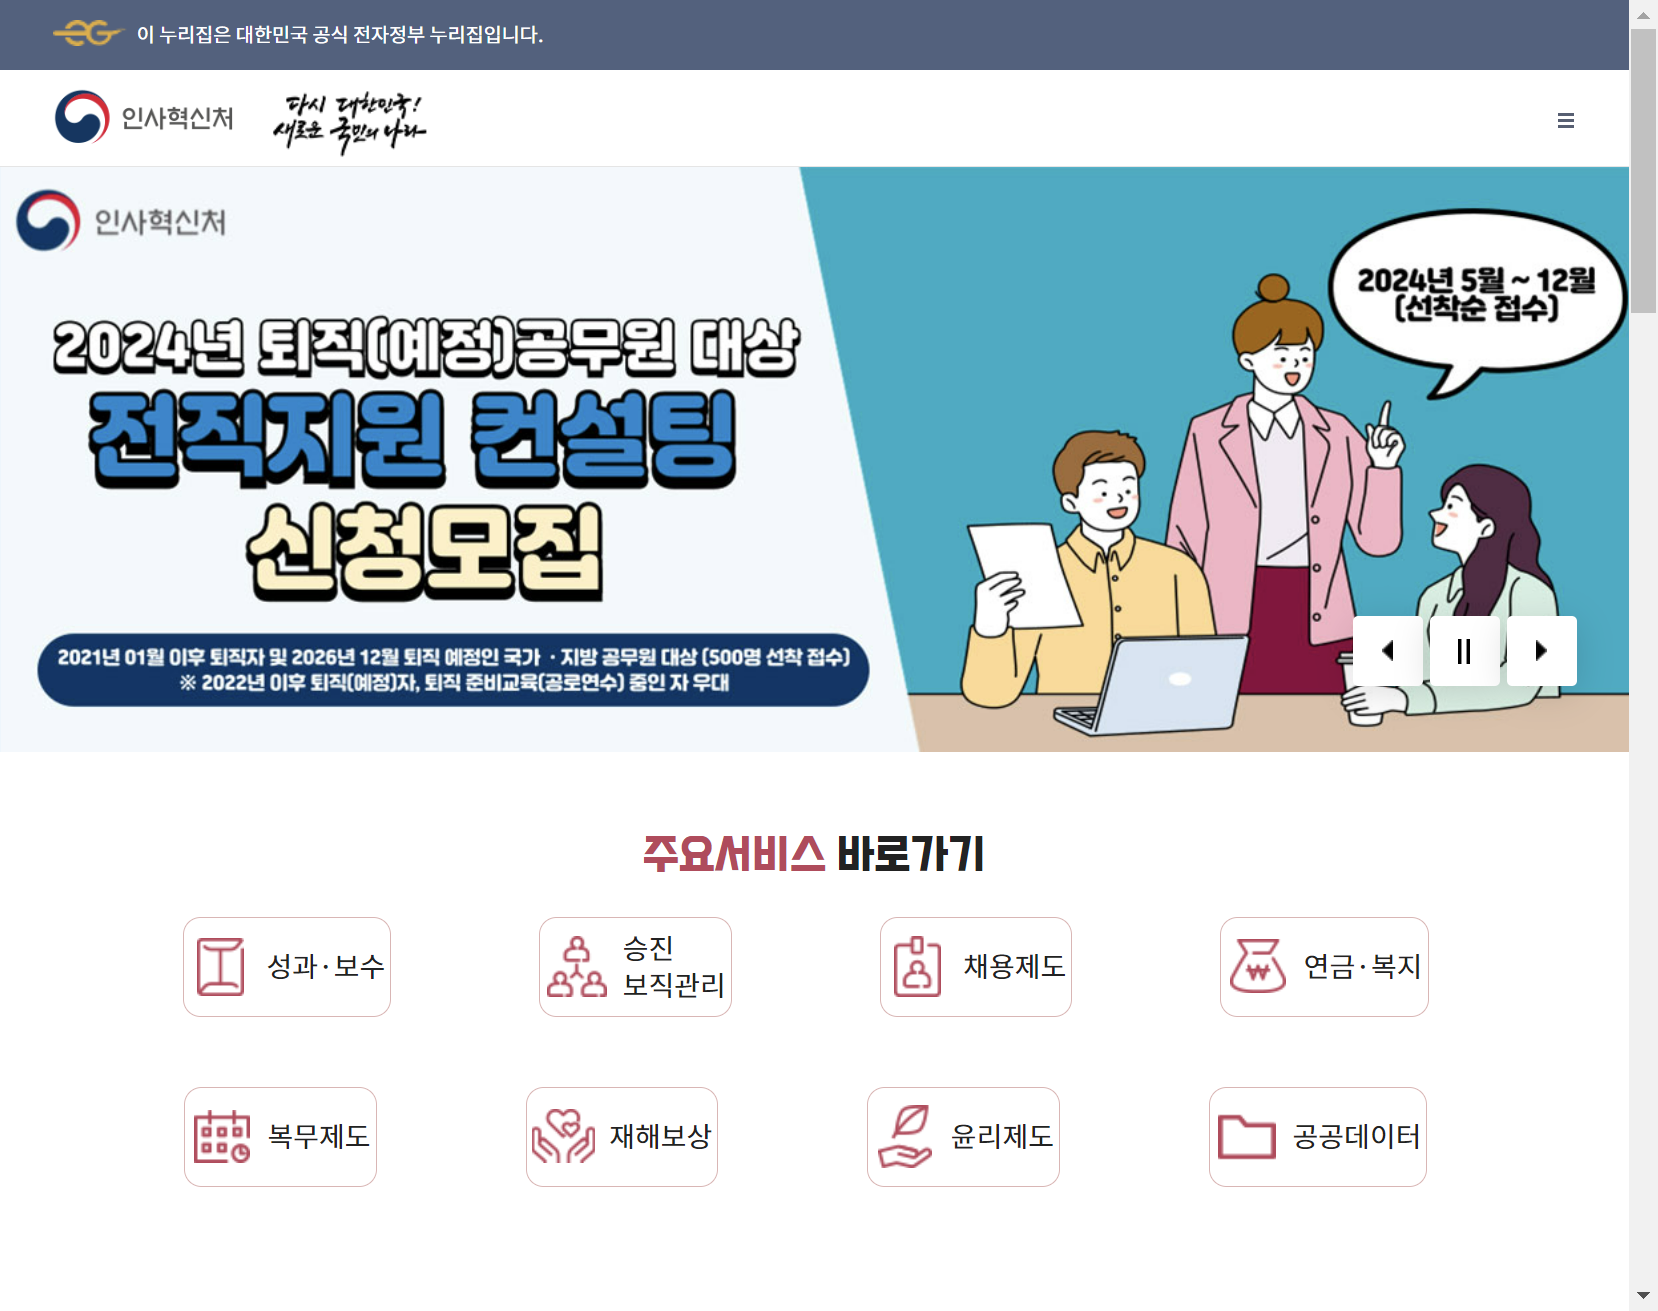 이 누리집은 대한민국 공식 전자정부 누리집입니다.
인사혁신처
다시 대한민국!
새로운 국민의 나라
인사혁신처
2024년 5월 ~ 12월
(선착순 접수)
2024년 퇴직(예정)공무원 대상
전직지원 컨설팅
신청모집
2021년 01월 이후 퇴직자 및 2026년 12월 퇴직 예정인 국가 · 지방 공무원 대상 (500명 선착 접수)
※ 2022년 이후 퇴직(예정)자, 퇴직 준비교육(공로연수) 중인 자 우대
주요서비스 바로가기
성과·보수
승진
보직관리
채용제도
연금·복지
복무제도
재해보상
윤리제도
공공데이터